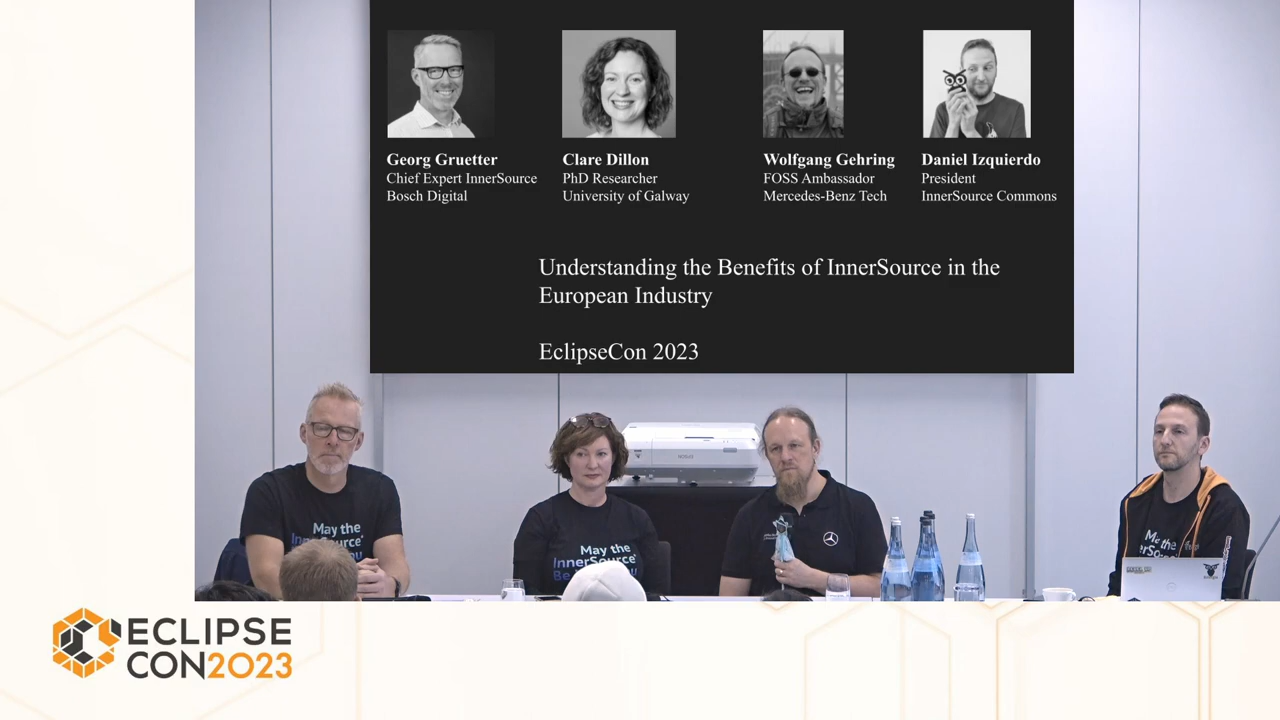 Georg Gruetter
Chief Expert InnerSource
Bosch Digital
Clare Dillon
PhD Researcher
University of Galway
Wolfgang Gehring
FOSS Ambassador
Mercedes-Benz Tech
Daniel Izquierdo
President
InnerSource Commons
Understanding the Benefits of InnerSource in the
European Industry
EclipseCon 2023
May the
InnerSource
May the
InnerSource
Be
EPSON
ECLIPSE
CON2023